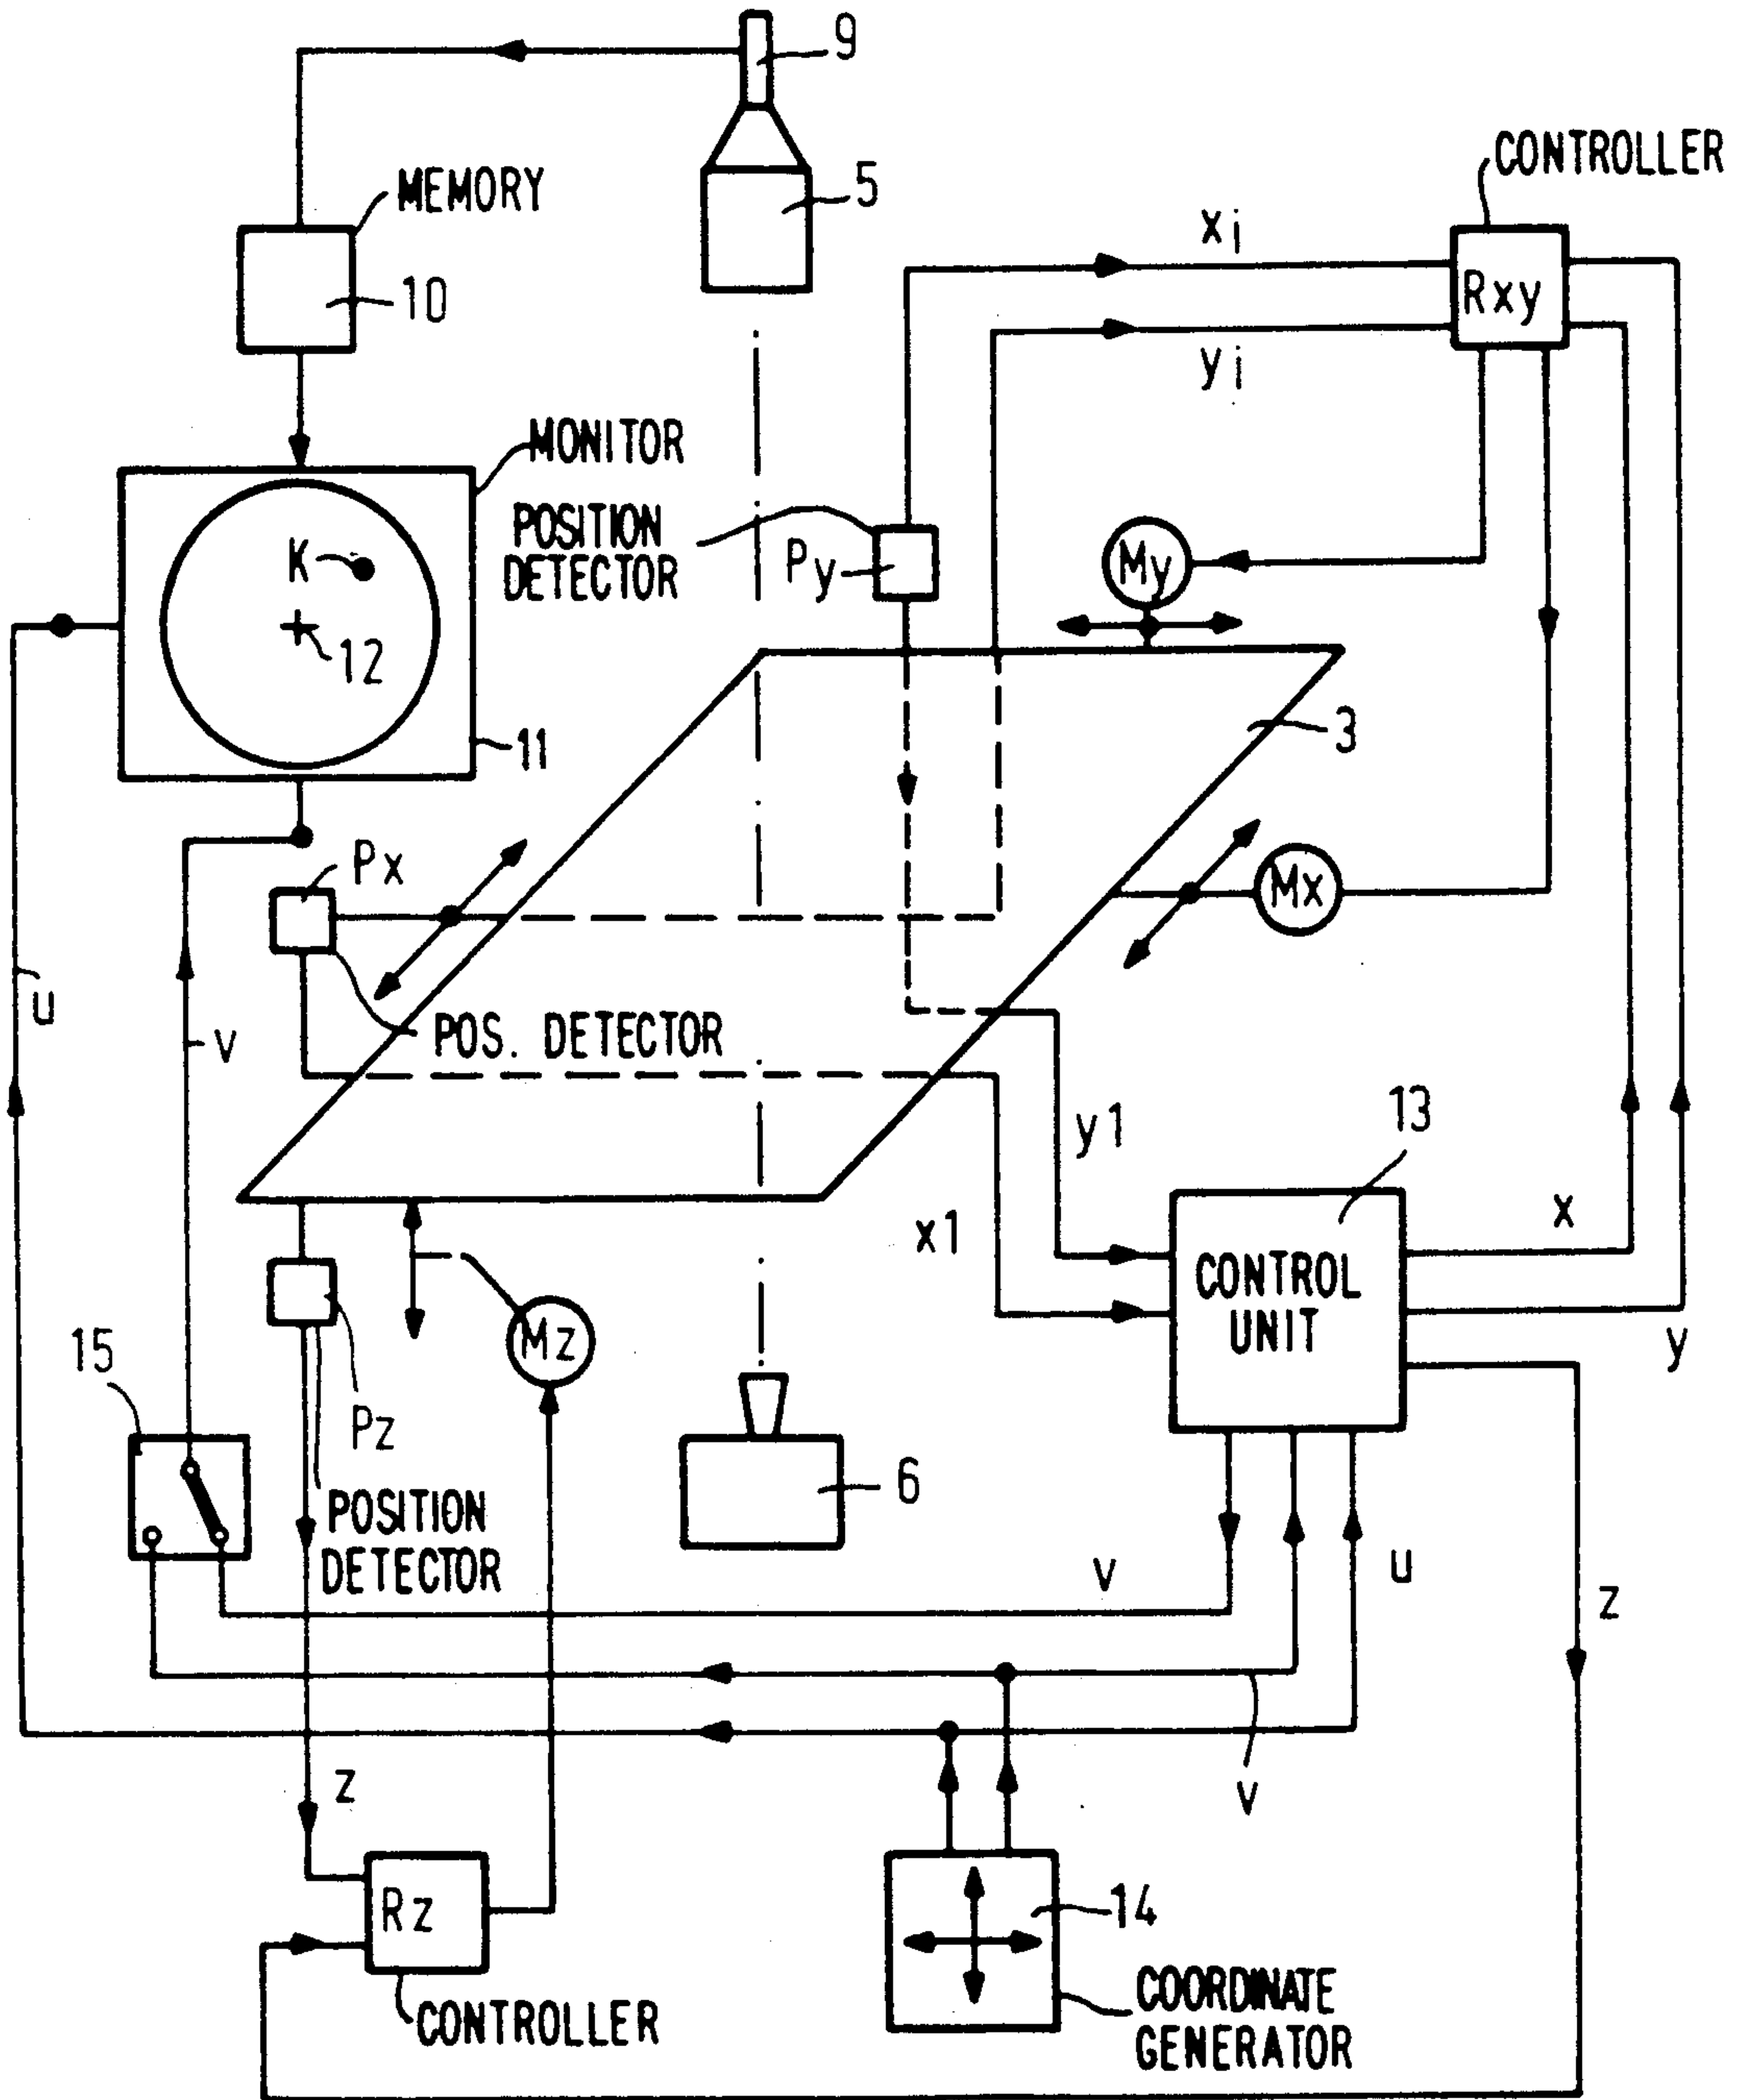 9
CONTROLLER
MEMORY
5
xi
10
Rxy
yi
MONITOR
POSITION
DETECTOR
K
Py
My
12
3
11
Px
Mx
u
v
POS. DETECTOR
13
y1
x
x1
CONTROL
UNIT
Mz
y
15
Pz
6
POSITION
DETECTOR
v
u
z
z
v
Rz
14
COORDINATE
GENERATOR
CONTROLLER